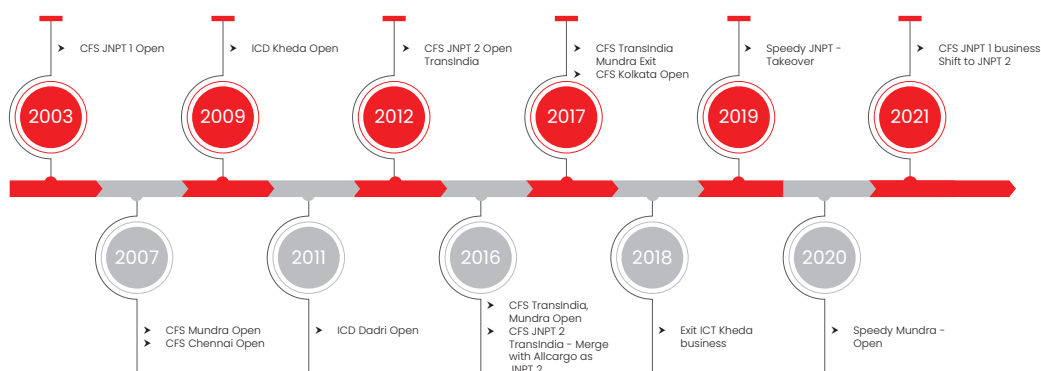 CFS JNPT 1 Open
2003
ICD Kheda Open
2009
CFS JNPT 2 Open
TransIndia
2012
CFS TransIndia
Mundra Exit
CFS Kolkata Open
2017
Speedy JNPT -
Takeover
2019
CFS JNPT 1 business
Shift to JNPT 2
2021
2007
CFS Mundra Open
CFS Chennai Open
2011
ICD Dadri Open
2016
CFS TransIndia,
Mundra Open
CFS JNPT 2
TransIndia - Merge
with Allcargo as
JNPT 2
2018
Exit ICT Kheda
business
2020
Speedy Mundra -
Open